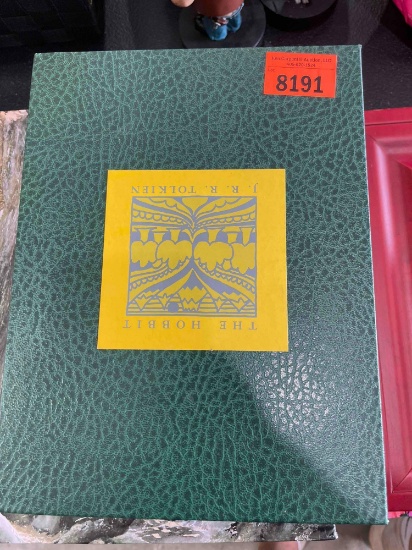 8191
THE HOBBIT
J. R. R. TOLKIEN